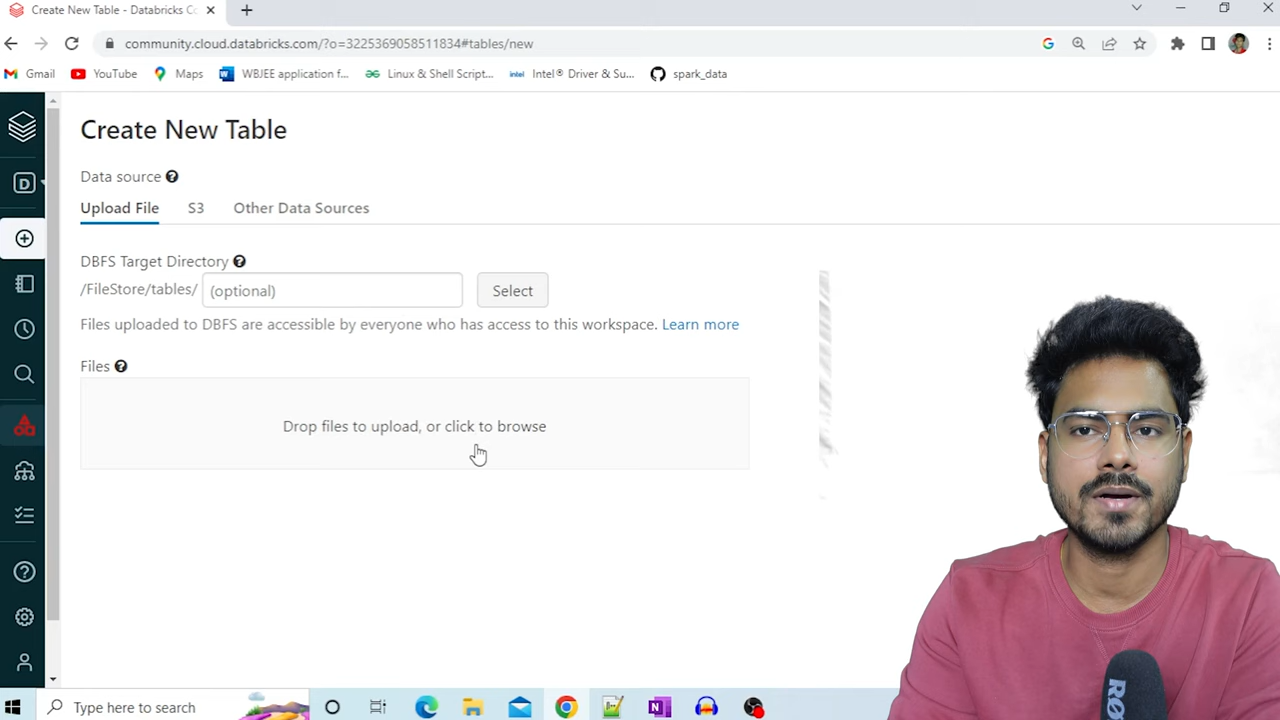 Create New Table - Databricks Co
community.cloud.databricks.com/?o=3225369058511834#tables/new
Gmail YouTube Maps WBJEE application f... Linux & Shell Script... Intel® Driver & Su... spark_data
Create New Table
Data source
Upload File S3 Other Data Sources
DBFS Target Directory
/FileStore/tables/ (optional) Select
Files uploaded to DBFS are accessible by everyone who has access to this workspace. Learn more
Files
Drop files to upload, or click to browse
Type here to search
RØ